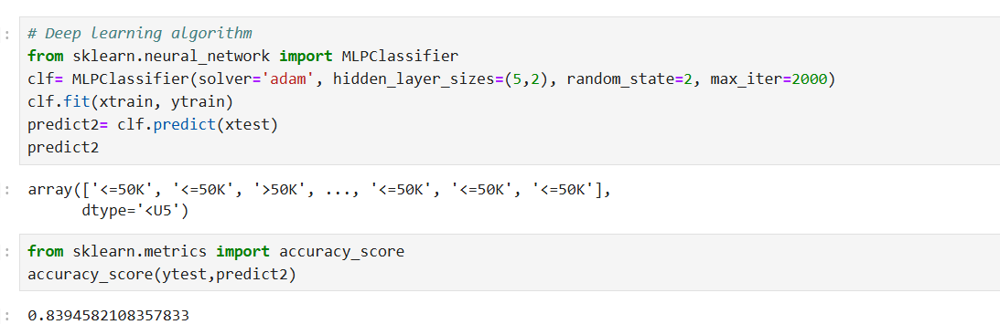 # Deep learning algorithm
from sklearn.neural_network import MLPClassifier
clf= MLPClassifier(solver='adam', hidden_layer_sizes=(5,2), random_state=2, max_iter=2000)
clf.fit(xtrain, ytrain)
predict2= clf.predict(xtest)
predict2
array(['<=50K', '<=50K', '>50K', ..., '<=50K', '<=50K', '<=50K'],
      dtype='<U5')
from sklearn.metrics import accuracy_score
accuracy_score(ytest,predict2)
0.8394582108357833